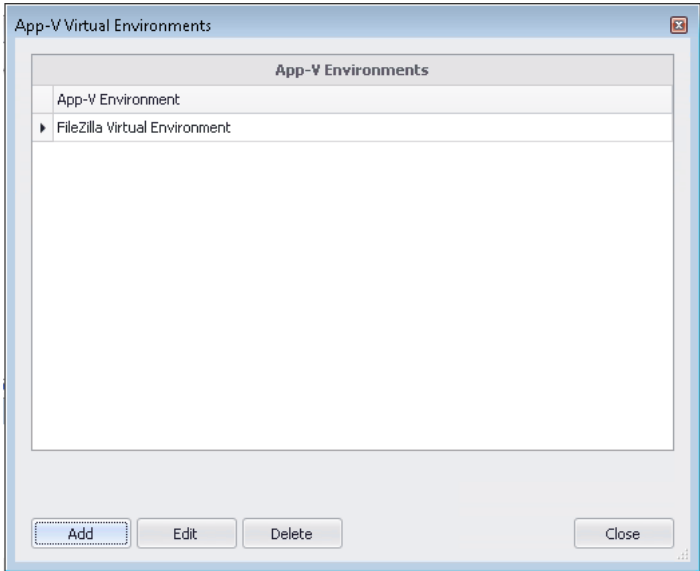 App-V Virtual Environments
App-V Environments
App-V Environment
FileZilla Virtual Environment
Add Edit Delete Close